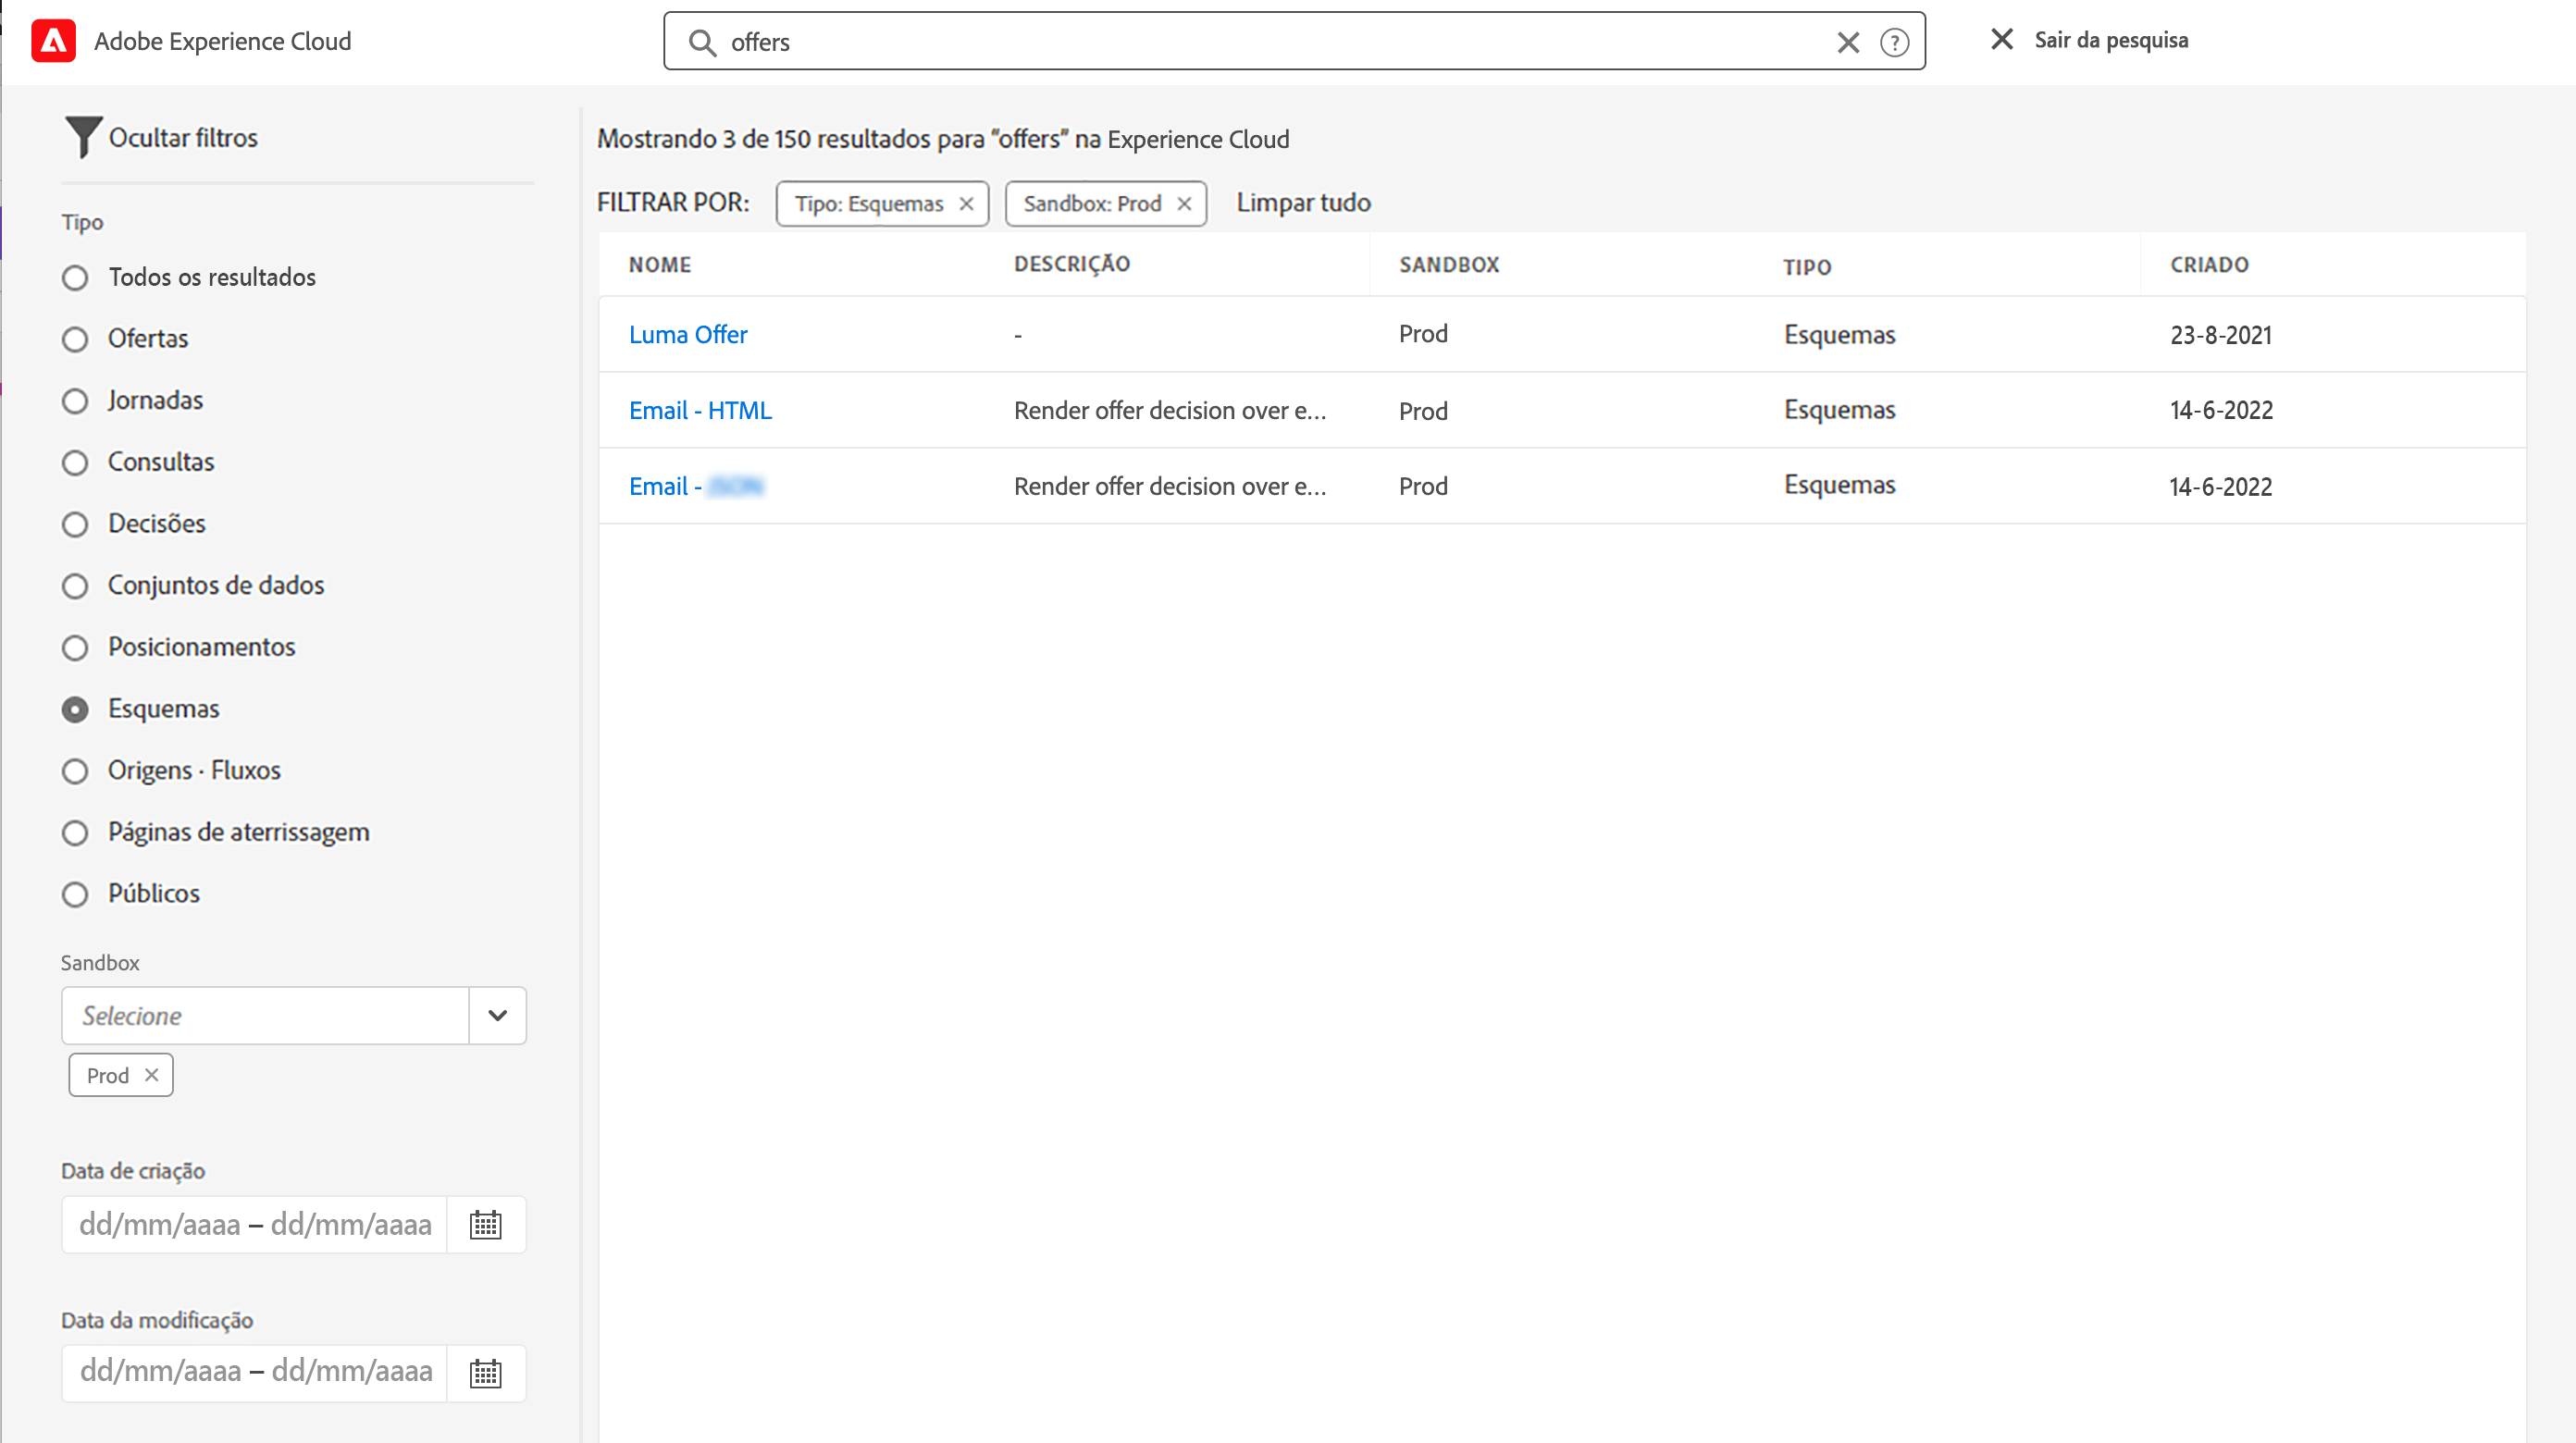 Adobe Experience Cloud
offers
Sair da pesquisa
Ocultar filtros
Tipo
Todos os resultados
Ofertas
Jornadas
Consultas
Decisões
Conjuntos de dados
Posicionamentos
Esquemas
Origens · Fluxos
Páginas de aterrissagem
Públicos
Sandbox
Selecione
Prod
Data de criação
dd/mm/aaaa – dd/mm/aaaa
Data da modificação
dd/mm/aaaa – dd/mm/aaaa
Mostrando 3 de 150 resultados para “offers” na Experience Cloud
FILTRAR POR: Tipo: Esquemas Sandbox: Prod Limpar tudo
NOME DESCRIÇÃO SANDBOX TIPO CRIADO
Luma Offer - Prod Esquemas 23-8-2021
Email - HTML Render offer decision over e... Prod Esquemas 14-6-2022
Email - Render offer decision over e... Prod Esquemas 14-6-2022